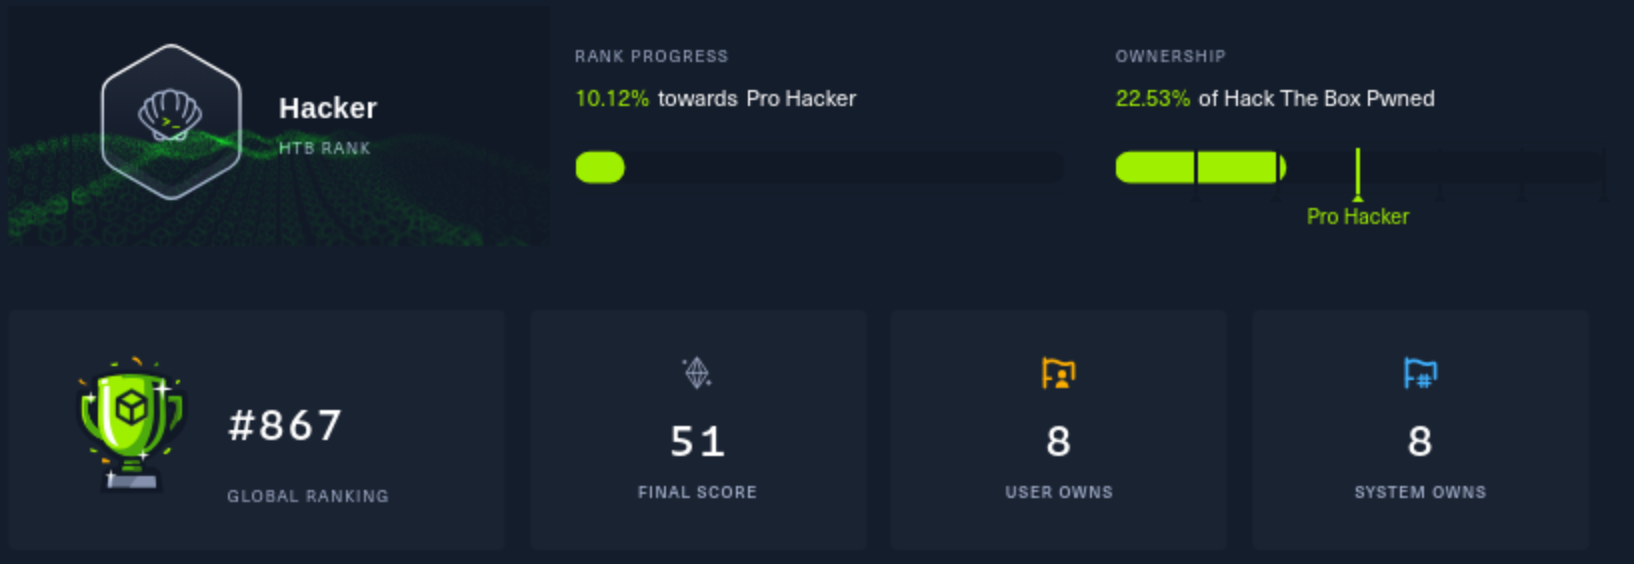 Hacker
HTB RANK
RANK PROGRESS
10.12% towards Pro Hacker
OWNERSHIP
22.53% of Hack The Box Pwned
Pro Hacker
#867
GLOBAL RANKING
51
FINAL SCORE
8
USER OWNS
8
SYSTEM OWNS